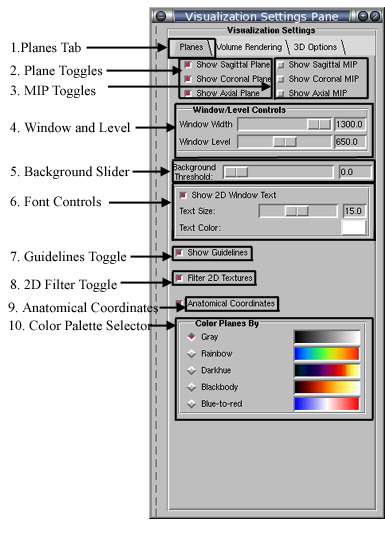 Visualization Settings Pane
Visualization Settings
1.Planes Tab
Planes Volume Rendering 3D Options
2. Plane Toggles
Show Sagittal Plane Show Sagittal MIP
Show Coronal Plane Show Coronal MIP
3. MIP Toggles
Show Axial Plane Show Axial MIP
Window/Level Controls
4. Window and Level
Window Width 1300.0
Window Level 650.0
5. Background Slider
Background Threshold: 0.0
6. Font Controls
Show 2D Window Text
Text Size: 15.0
Text Color:
7. Guidelines Toggle
Show Guidelines
8. 2D Filter Toggle
Filter 2D Textures
9. Anatomical Coordinates
Anatomical Coordinates
10. Color Palette Selector
Color Planes By
Gray
Rainbow
Darkhue
Blackbody
Blue-to-red